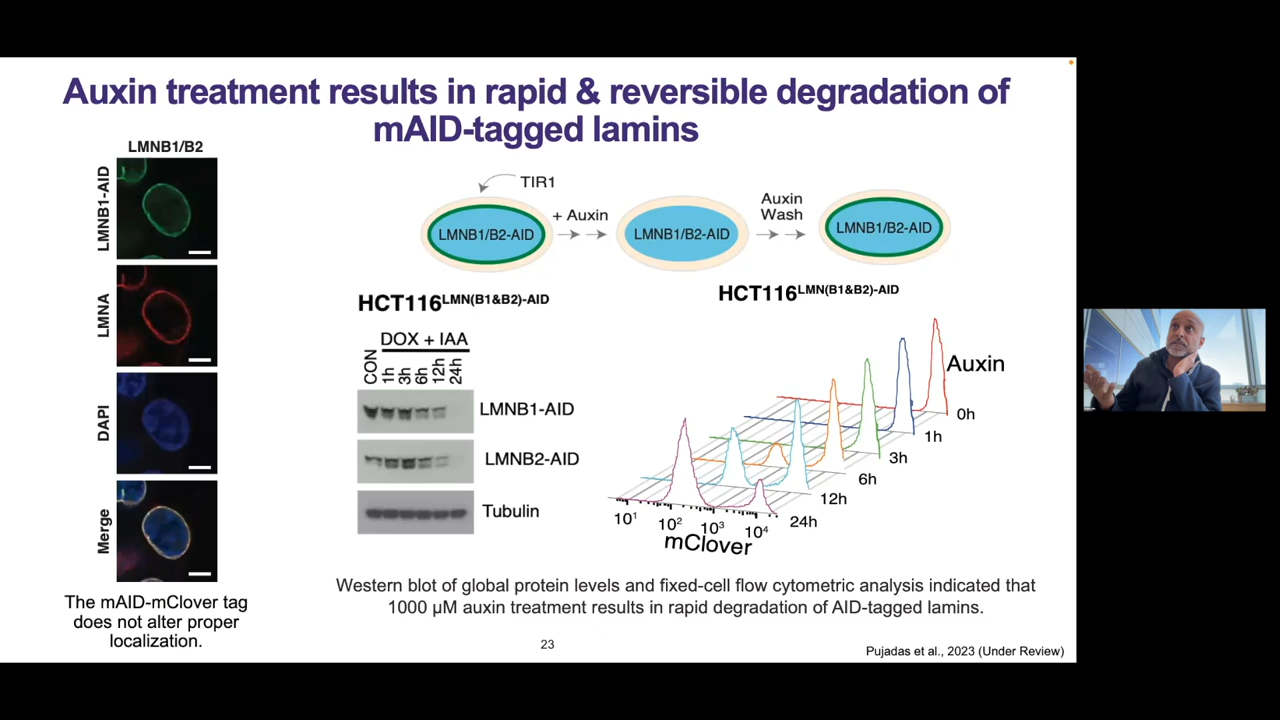 Auxin treatment results in rapid & reversible degradation of
mAID-tagged lamins
LMNB1/B2
LMNB1-AID
LMNA
DAPI
Merge
The mAID-mClover tag
does not alter proper
localization.
TIR1
LMNB1/B2-AID
+ Auxin
LMNB1/B2-AID
Auxin
Wash
LMNB1/B2-AID
HCT116LMN(B1&B2)-AID
DOX + IAA
CON 1h 3h 6h 12h 24h
LMNB1-AID
LMNB2-AID
Tubulin
HCT116LMN(B1&B2)-AID
Auxin
0h
1h
3h
6h
12h
24h
10¹ 10² 10³ 10⁴
mClover
Western blot of global protein levels and fixed-cell flow cytometric analysis indicated that
1000 µM auxin treatment results in rapid degradation of AID-tagged lamins.
23
Pujadas et al., 2023 (Under Review)